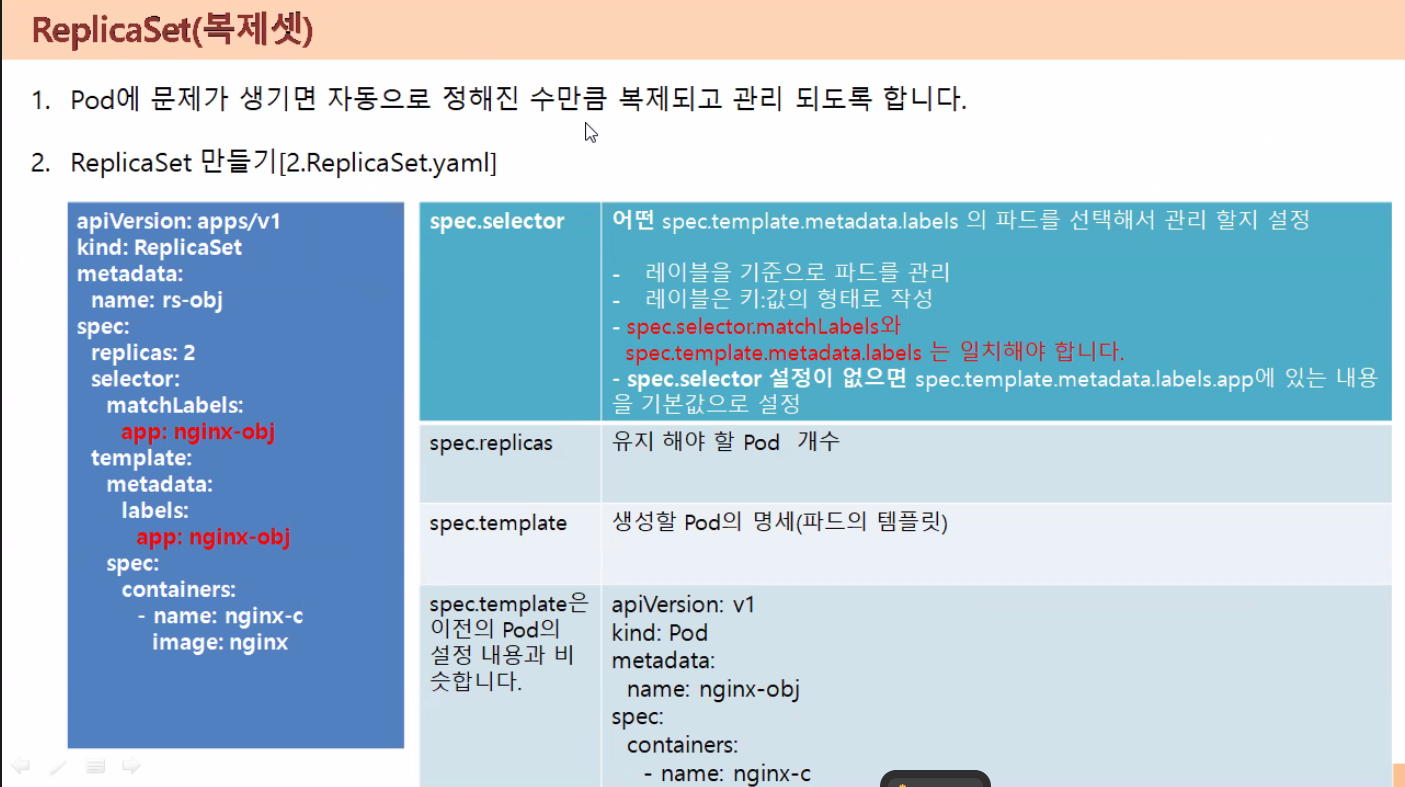 ReplicaSet(복제셋)
1. Pod에 문제가 생기면 자동으로 정해진 수만큼 복제되고 관리 되도록 합니다.
2. ReplicaSet 만들기[2.ReplicaSet.yaml]
apiVersion: apps/v1
kind: ReplicaSet
metadata:
name: rs-obj
spec:
replicas: 2
selector:
matchLabels:
app: nginx-obj
template:
metadata:
labels:
app: nginx-obj
spec:
containers:
- name: nginx-c
image: nginx
spec.selector
어떤 spec.template.metadata.labels 의 파드를 선택해서 관리 할지 설정
- 레이블을 기준으로 파드를 관리
- 레이블은 키:값의 형태로 작성
- spec.selector.matchLabels와
spec.template.metadata.labels 는 일치해야 합니다.
- spec.selector 설정이 없으면 spec.template.metadata.labels.app에 있는 내용
을 기본값으로 설정
spec.replicas
유지 해야 할 Pod 개수
spec.template
생성할 Pod의 명세(파드의 템플릿)
spec.template은
이전의 Pod의
설정 내용과 비
슷합니다.
apiVersion: v1
kind: Pod
metadata:
name: nginx-obj
spec:
containers:
- name: nginx-c